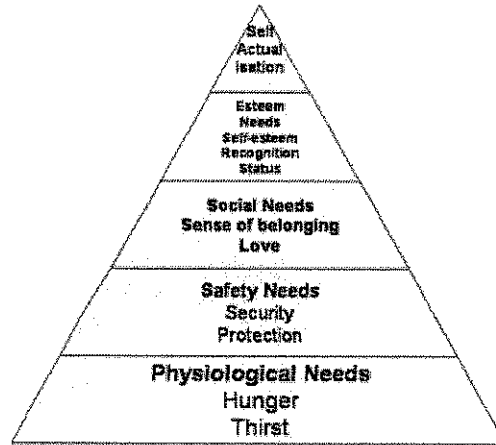 Self
Actual
isation
Esteem
Needs
Self-esteem
Recognition
Status
Social Needs
Sense of belonging
Love
Safety Needs
Security
Protection
Physiological Needs
Hunger
Thirst